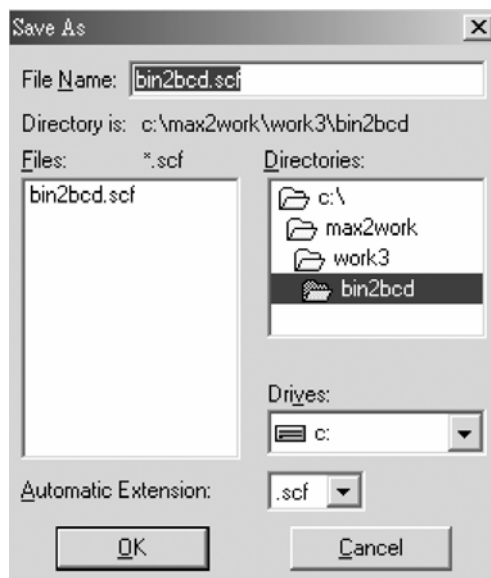 Save As
File Name: bin2bcd.scf
Directory is: c:\max2work\work3\bin2bcd
Files: *.scf
bin2bcd.scf
Directories:
c:\
max2work
work3
bin2bcd
Drives:
c:
Automatic Extension: .scf
OK Cancel